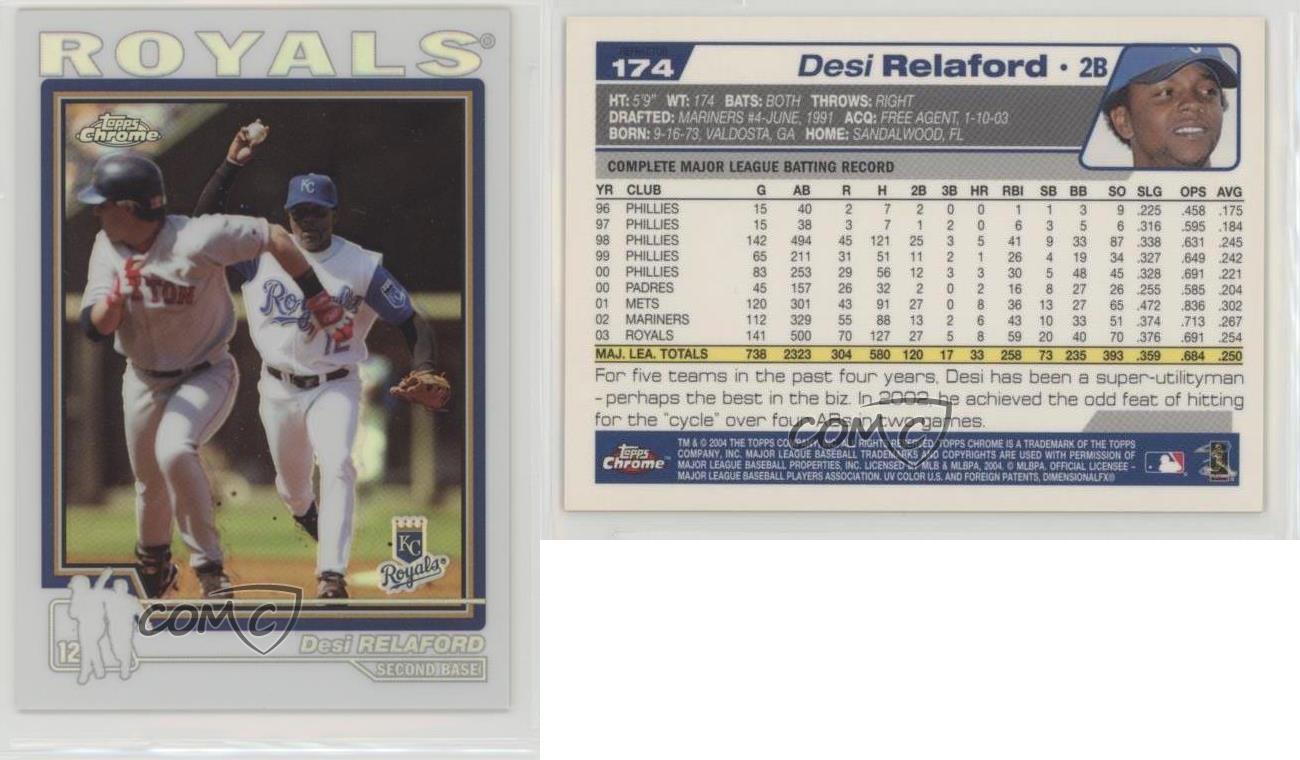 ROYALS®
Topps
Chrome™
KC
TON
Royals
12
KC
Royals®
COMC
12
Desi RELAFORD
SECOND BASE
REFRACTOR
174
Desi Relaford · 2B
HT: 5'9" WT: 174 BATS: BOTH THROWS: RIGHT
DRAFTED: MARINERS #4-JUNE, 1991 ACQ: FREE AGENT, 1-10-03
BORN: 9-16-73, VALDOSTA, GA HOME: SANDALWOOD, FL
COMPLETE MAJOR LEAGUE BATTING RECORD
YR CLUB G AB R H 2B 3B HR RBI SB BB SO SLG OPS AVG
96 PHILLIES 15 40 2 7 2 0 0 1 1 3 9 .225 .458 .175
97 PHILLIES 15 38 3 7 1 2 0 6 3 5 6 .316 .595 .184
98 PHILLIES 142 494 45 121 25 3 5 41 9 33 87 .338 .631 .245
99 PHILLIES 65 211 31 51 11 2 1 26 4 19 34 .327 .649 .242
00 PHILLIES 83 253 29 56 12 3 3 30 5 48 45 .328 .691 .221
00 PADRES 45 157 26 32 2 0 2 16 8 27 26 .255 .585 .204
01 METS 120 301 43 91 27 0 8 36 13 27 65 .472 .836 .302
02 MARINERS 112 329 55 88 13 2 6 43 10 33 51 .374 .713 .267
03 ROYALS 141 500 70 127 27 5 8 59 20 40 70 .376 .691 .254
MAJ. LEA. TOTALS 738 2323 304 580 120 17 33 258 73 235 393 .359 .684 .250
For five teams in the past four years, Desi has been a super-utilityman
- perhaps the best in the biz. In 2002, he achieved the odd feat of hitting
for the "cycle" over four ABs in two games.
COMC
Topps
Chrome™
TM & © 2004 THE TOPPS COMPANY, INC. ALL RIGHTS RESERVED. TOPPS CHROME IS A TRADEMARK OF THE TOPPS
COMPANY, INC. MAJOR LEAGUE BASEBALL TRADEMARKS AND COPYRIGHTS ARE USED WITH PERMISSION OF
MAJOR LEAGUE BASEBALL PROPERTIES, INC. LICENSED BY MLB & MLBPA, 2004. © MLBPA. OFFICIAL LICENSEE -
MAJOR LEAGUE BASEBALL PLAYERS ASSOCIATION. UV COLOR U.S. AND FOREIGN PATENTS, DIMENSIONALFX®